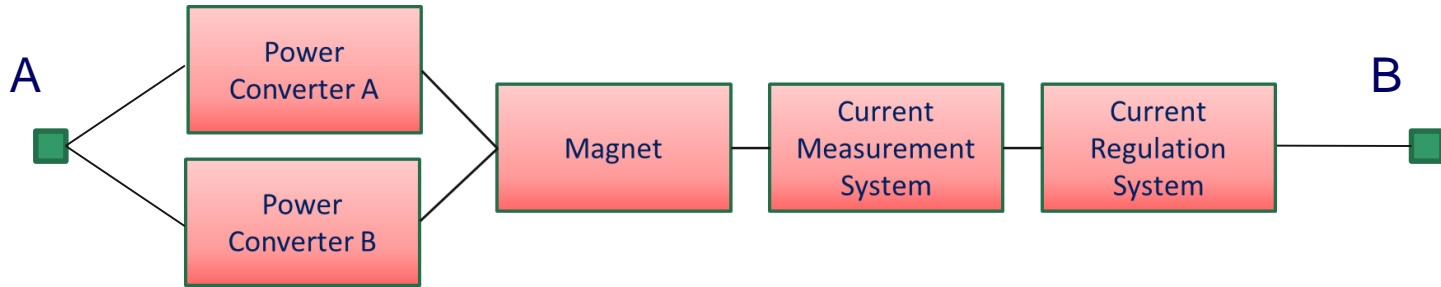 A
Power
Converter A
Power
Converter B
Magnet
Current
Measurement
System
Current
Regulation
System
B